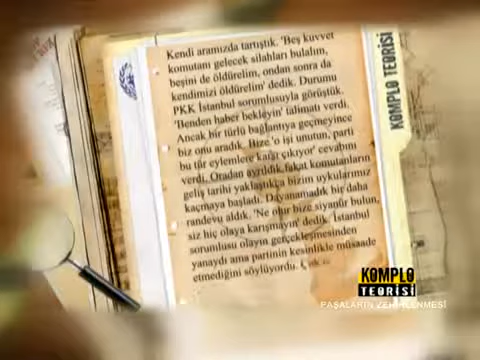 Kendi aramızda tartıştık. 'Beş kuvvet
komutanı gelecek silahları bulalım,
beşini de öldürelim, ondan sonra da
kendimizi öldürelim' dedik. Durumu
PKK İstanbul sorumlusuyla görüştük.
'Benden haber bekleyin' talimatı verdi.
Ancak bir türlü bağlantıya geçmeyince
biz onu aradık. Bize 'o işi unutun, parti
bu tür eylemlere karşı çıkıyor' cevabını
verdi. Oradan ayrıldık fakat komutanların
geliş tarihi yaklaştıkça bizim uykularımız
kaçmaya başladı. Dayanamadık bir daha
randevu aldık. 'Ne olur bize siyanür bulun,
siz hiç olaya karışmayın' dedik. İstanbul
sorumlusu olayın gerçekleşmesinden
yanaydı ama partinin kesinlikle müsaade
etmediğini söylüyordu.
KOMPLO TEORİSİ
KOMPLO
TEORİSİ
PAŞALARIN ZEHİRLENMESİ